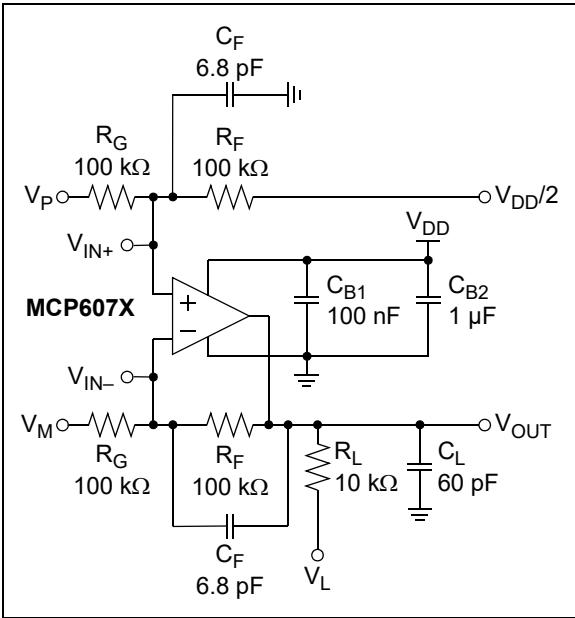 C_F
6.8 pF
R_G
100 kΩ
R_F
100 kΩ
V_P
V_DD/2
V_IN+
V_DD
MCP607X
+
–
C_B1
100 nF
C_B2
1 µF
V_IN–
V_M
V_OUT
R_G
100 kΩ
R_F
100 kΩ
R_L
10 kΩ
C_L
60 pF
C_F
6.8 pF
V_L